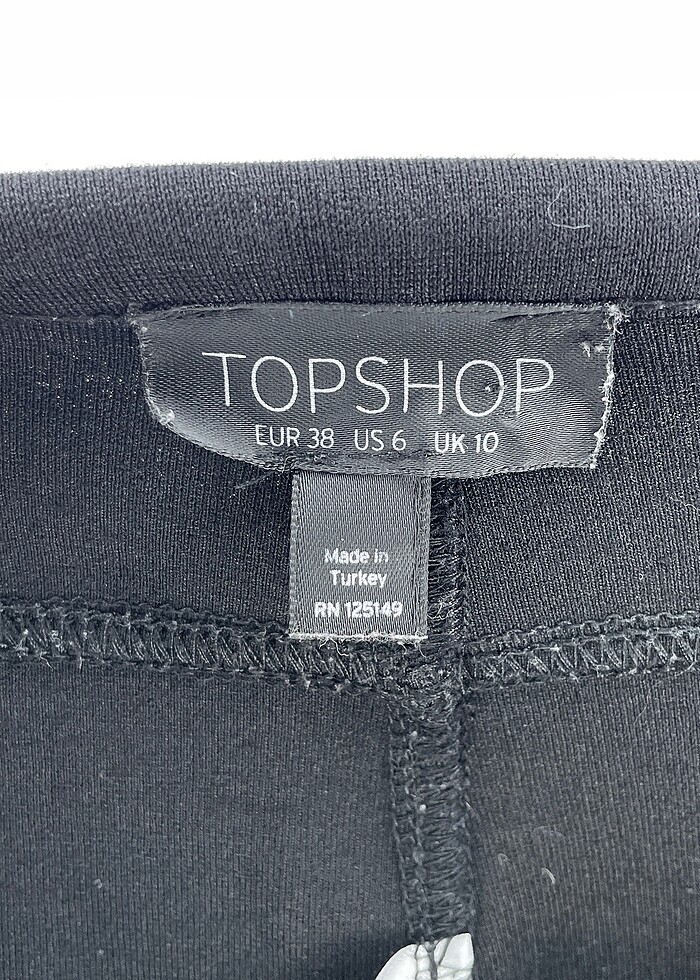 TOPSHOP
EUR 38 US 6 UK 10
Made in
Turkey
RN 125149